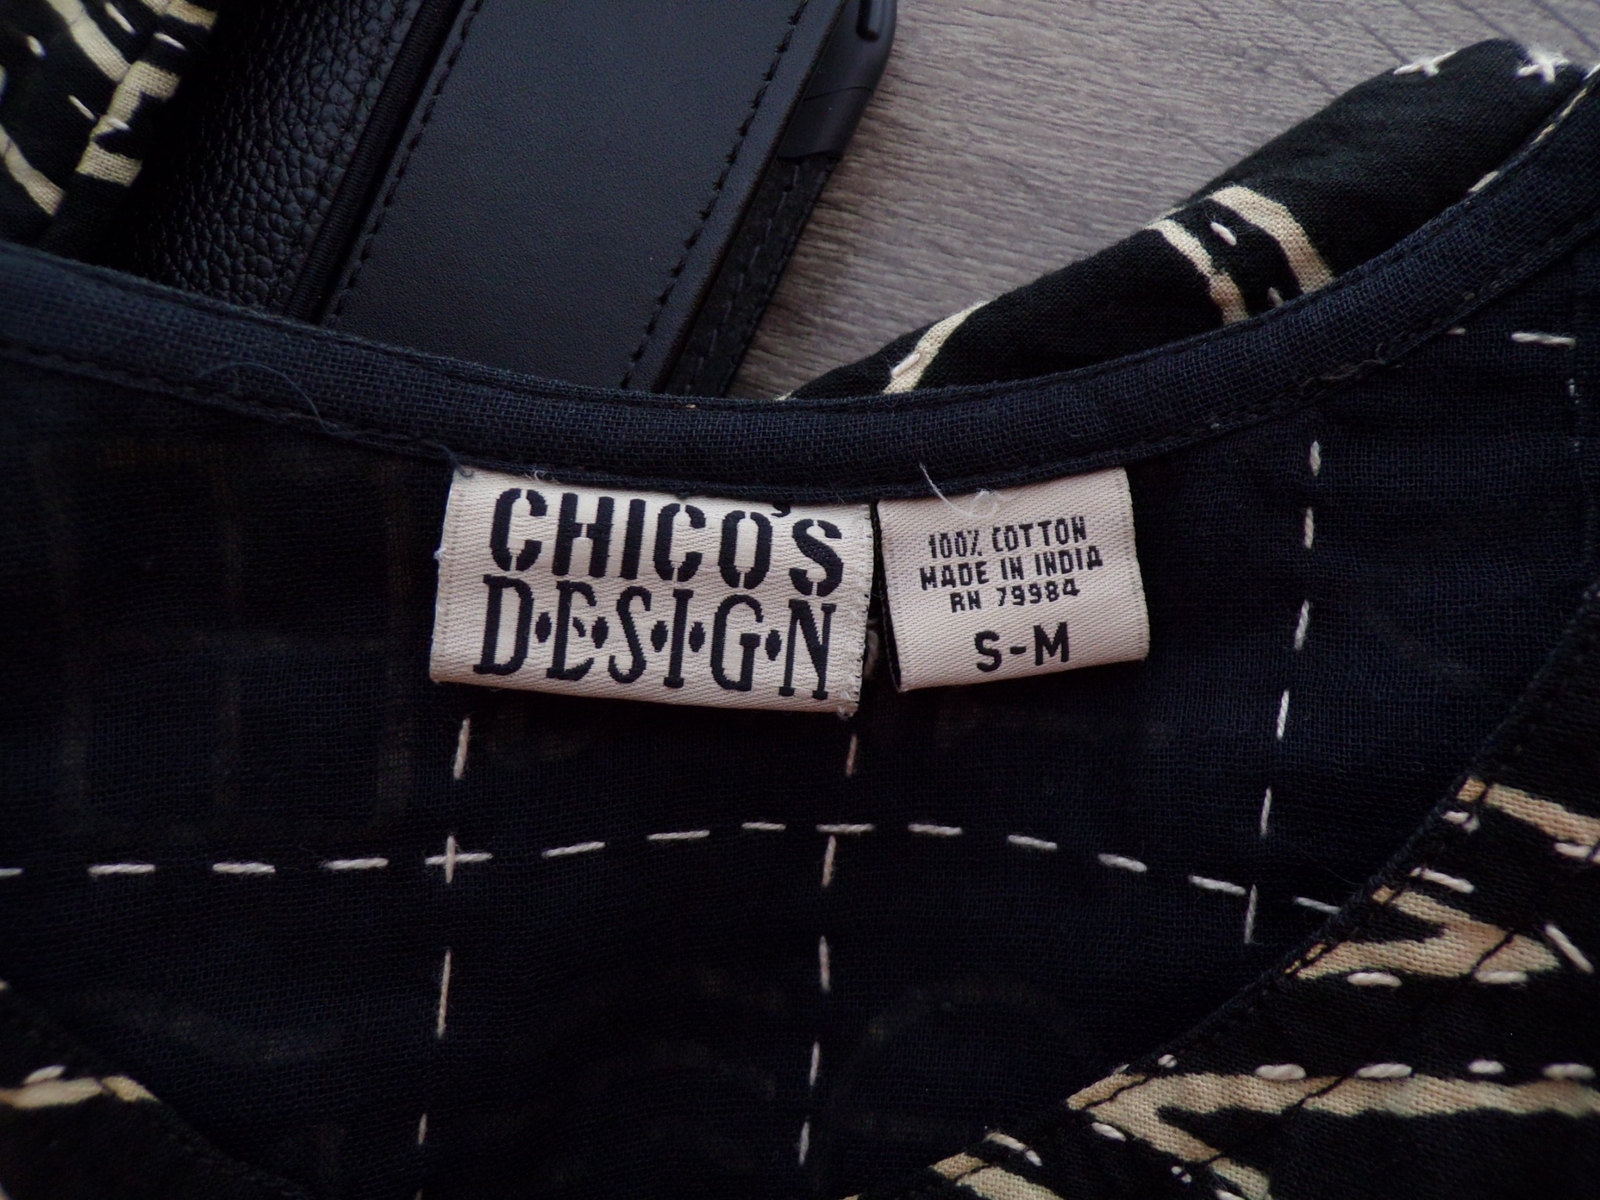 CHICO'S
D•E•S•I•G•N
100% COTTON
MADE IN INDIA
RN 79984
S-M